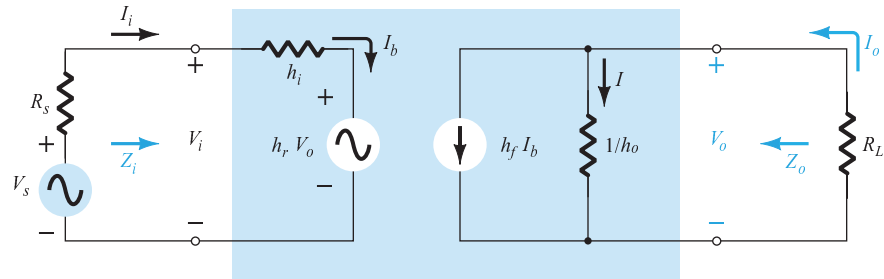 I_i
R_s
+
V_s
−
Z_i
+
V_i
−
h_i
I_b
+
h_r V_o
−
h_f I_b
I
1/h_o
+
V_o
−
I_o
Z_o
R_L